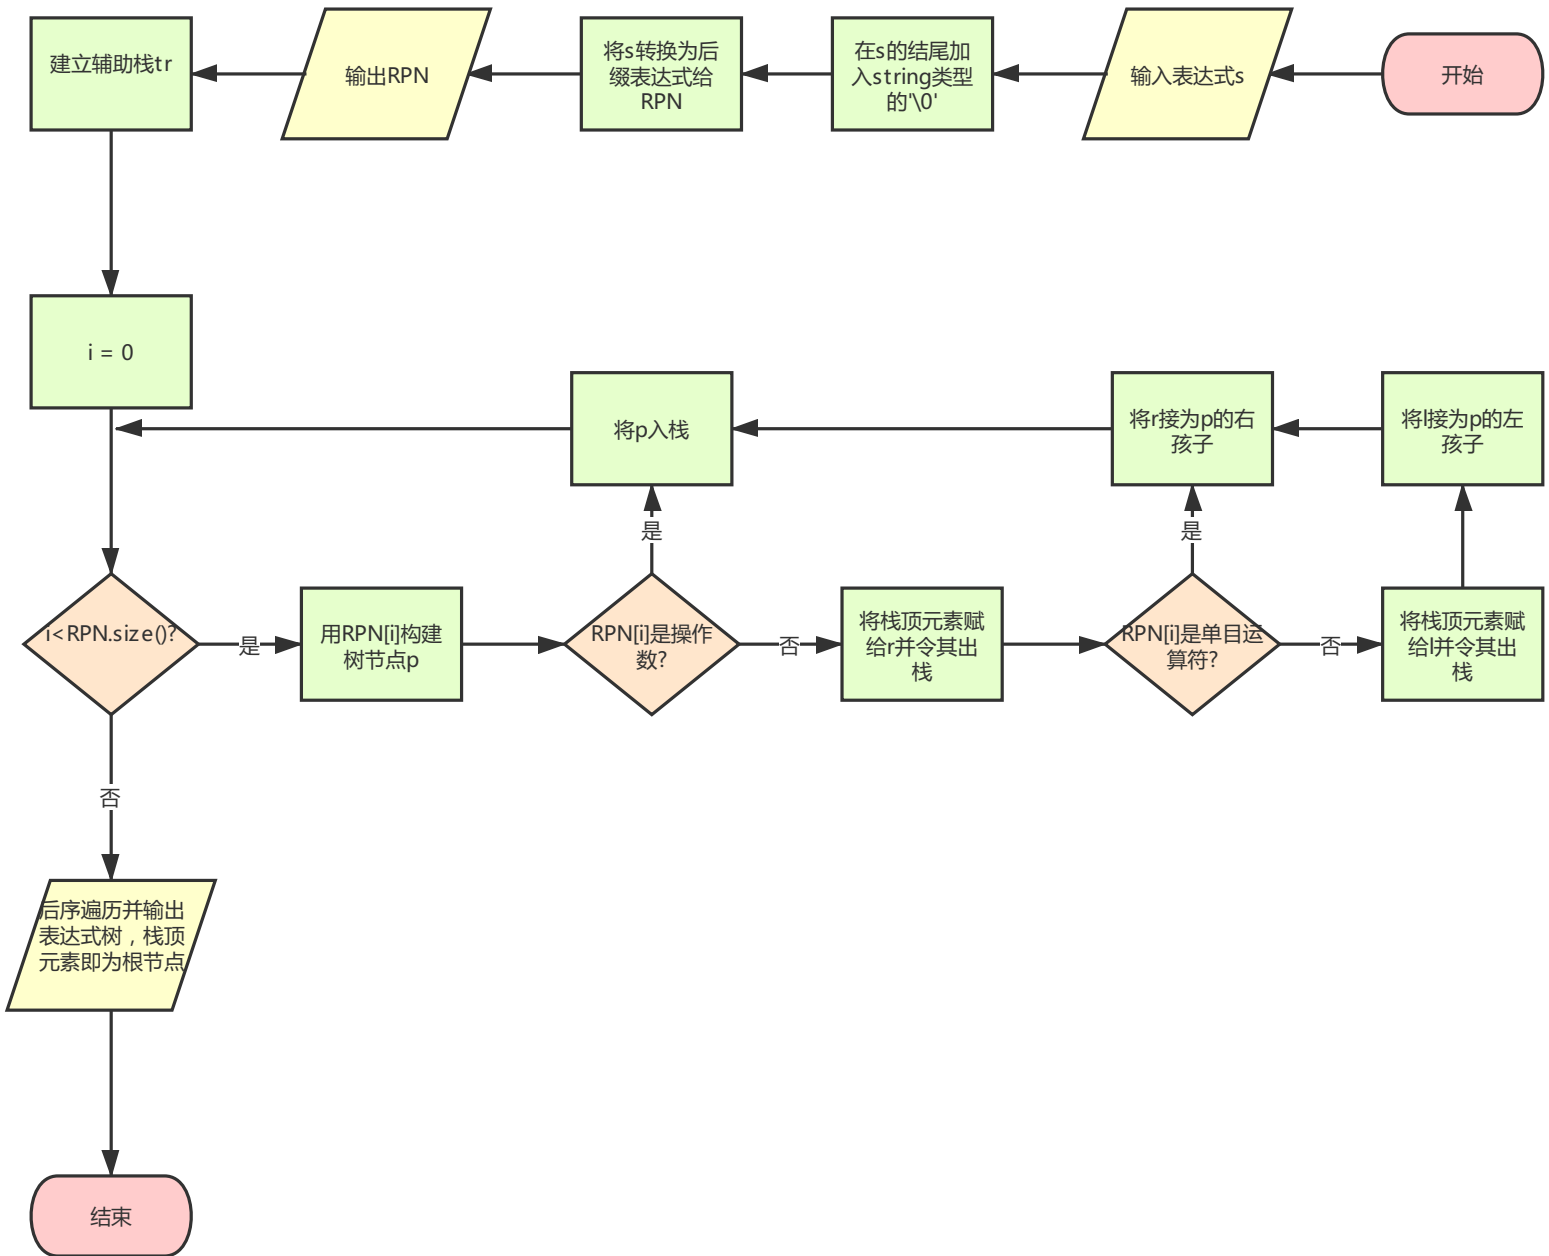 开始
输入表达式s
在s的结尾加
入string类型
的'\0'
将s转换为后
缀表达式给
RPN
输出RPN
建立辅助栈tr
i = 0
将p入栈
将r接为p的右
孩子
将l接为p的左
孩子
是
是
i<RPN.size()?
是
用RPN[i]构建
树节点p
RPN[i]是操作
数?
否
将栈顶元素赋
给r并令其出
栈
RPN[i]是单目运
算符?
否
将栈顶元素赋
给l并令其出
栈
否
后序遍历并输出
表达式树，栈顶
元素即为根节点
结束